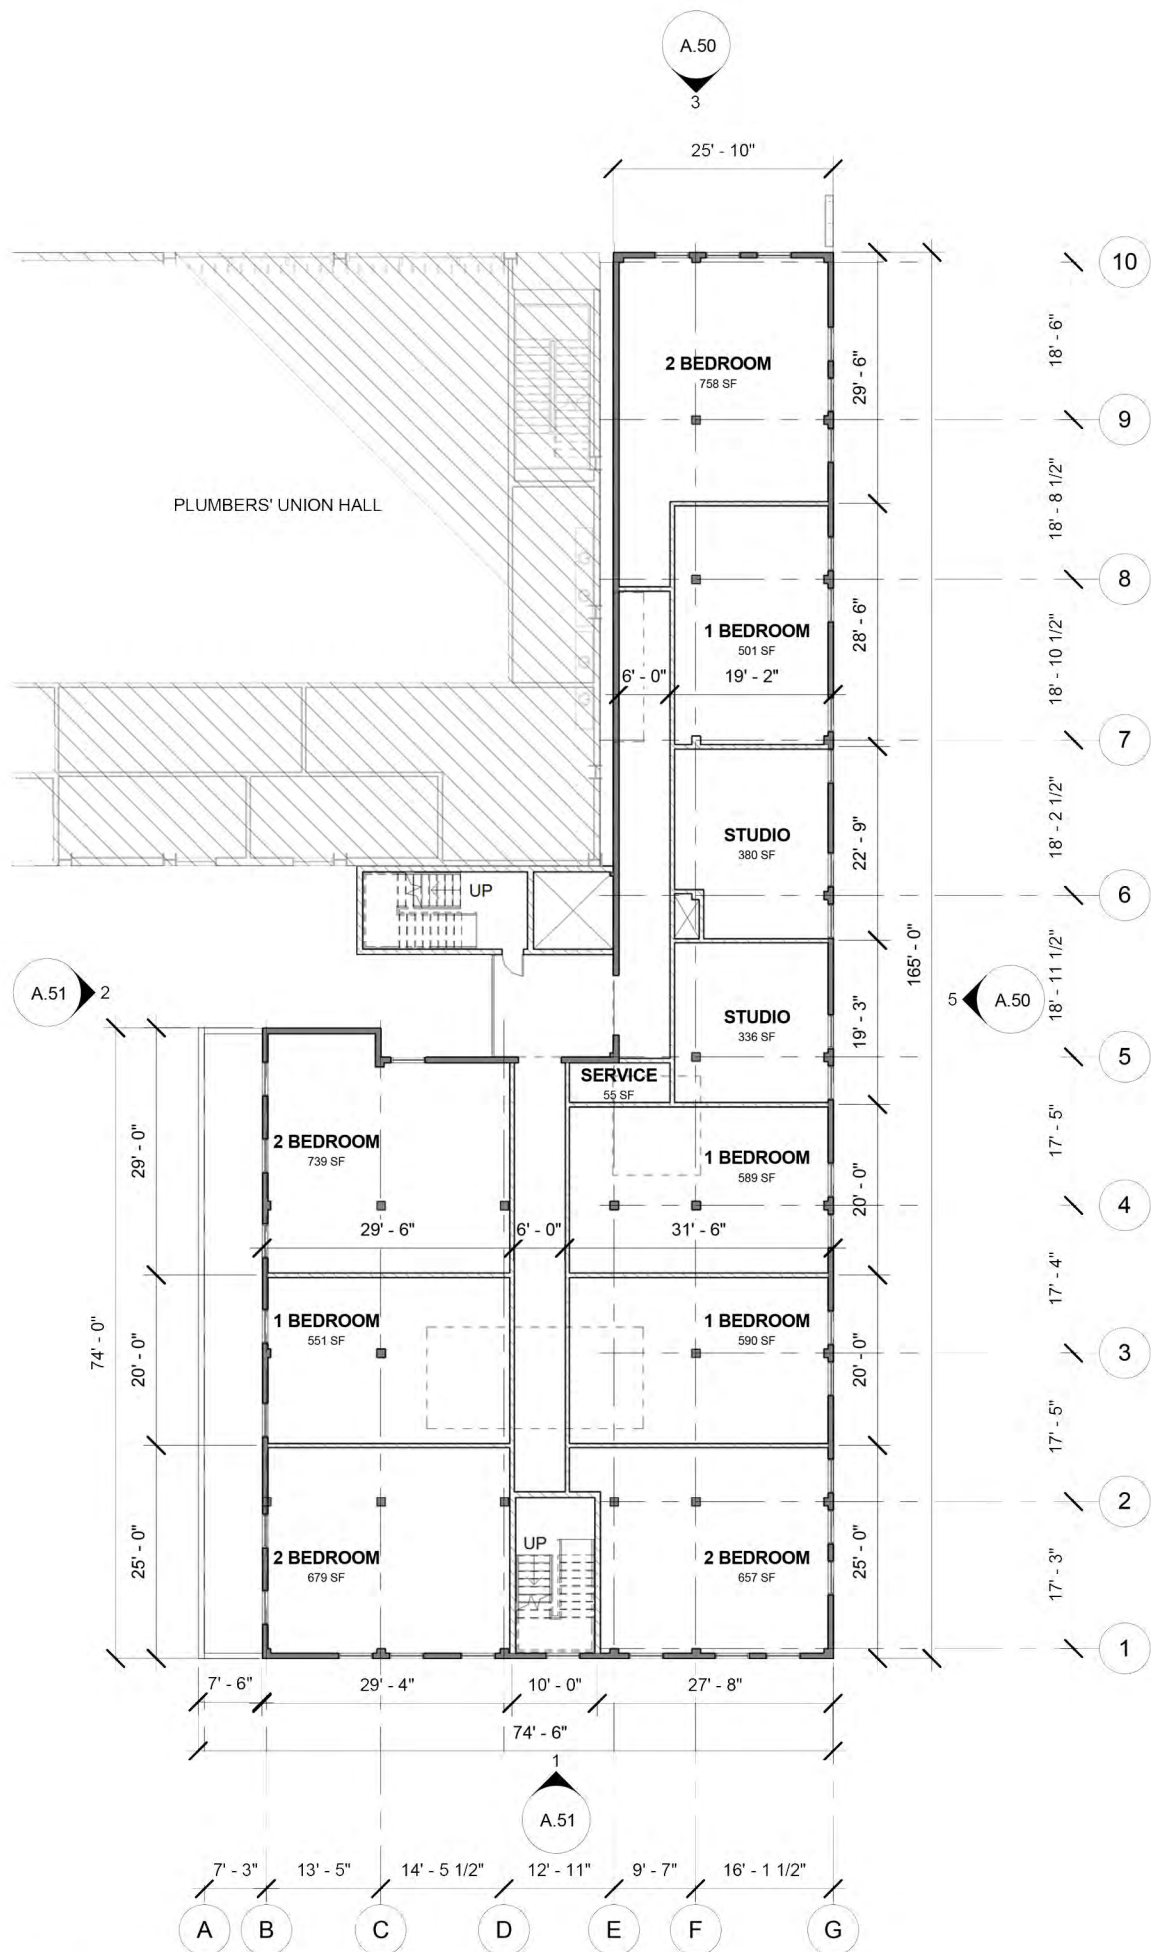 A.50
3
25' - 10"
10
18' - 6"
2 BEDROOM
758 SF
29' - 6"
9
PLUMBERS' UNION HALL
18' - 8 1/2"
8
1 BEDROOM
501 SF
28' - 6"
18' - 10 1/2"
6' - 0"
19' - 2"
7
STUDIO
380 SF
22' - 9"
18' - 2 1/2"
UP
6
165' - 0"
A.51
2
5
A.50
18' - 11 1/2"
STUDIO
336 SF
19' - 3"
5
SERVICE
55 SF
17' - 5"
2 BEDROOM
739 SF
29' - 0"
1 BEDROOM
589 SF
20' - 0"
4
29' - 6"
6' - 0"
31' - 6"
17' - 4"
1 BEDROOM
551 SF
1 BEDROOM
590 SF
74' - 0"
20' - 0"
20' - 0"
3
17' - 5"
2
25' - 0"
UP
2 BEDROOM
679 SF
2 BEDROOM
657 SF
25' - 0"
17' - 3"
1
7' - 6"
29' - 4"
10' - 0"
27' - 8"
74' - 6"
1
A.51
7' - 3"
13' - 5"
14' - 5 1/2"
12' - 11"
9' - 7"
16' - 1 1/2"
A
B
C
D
E
F
G